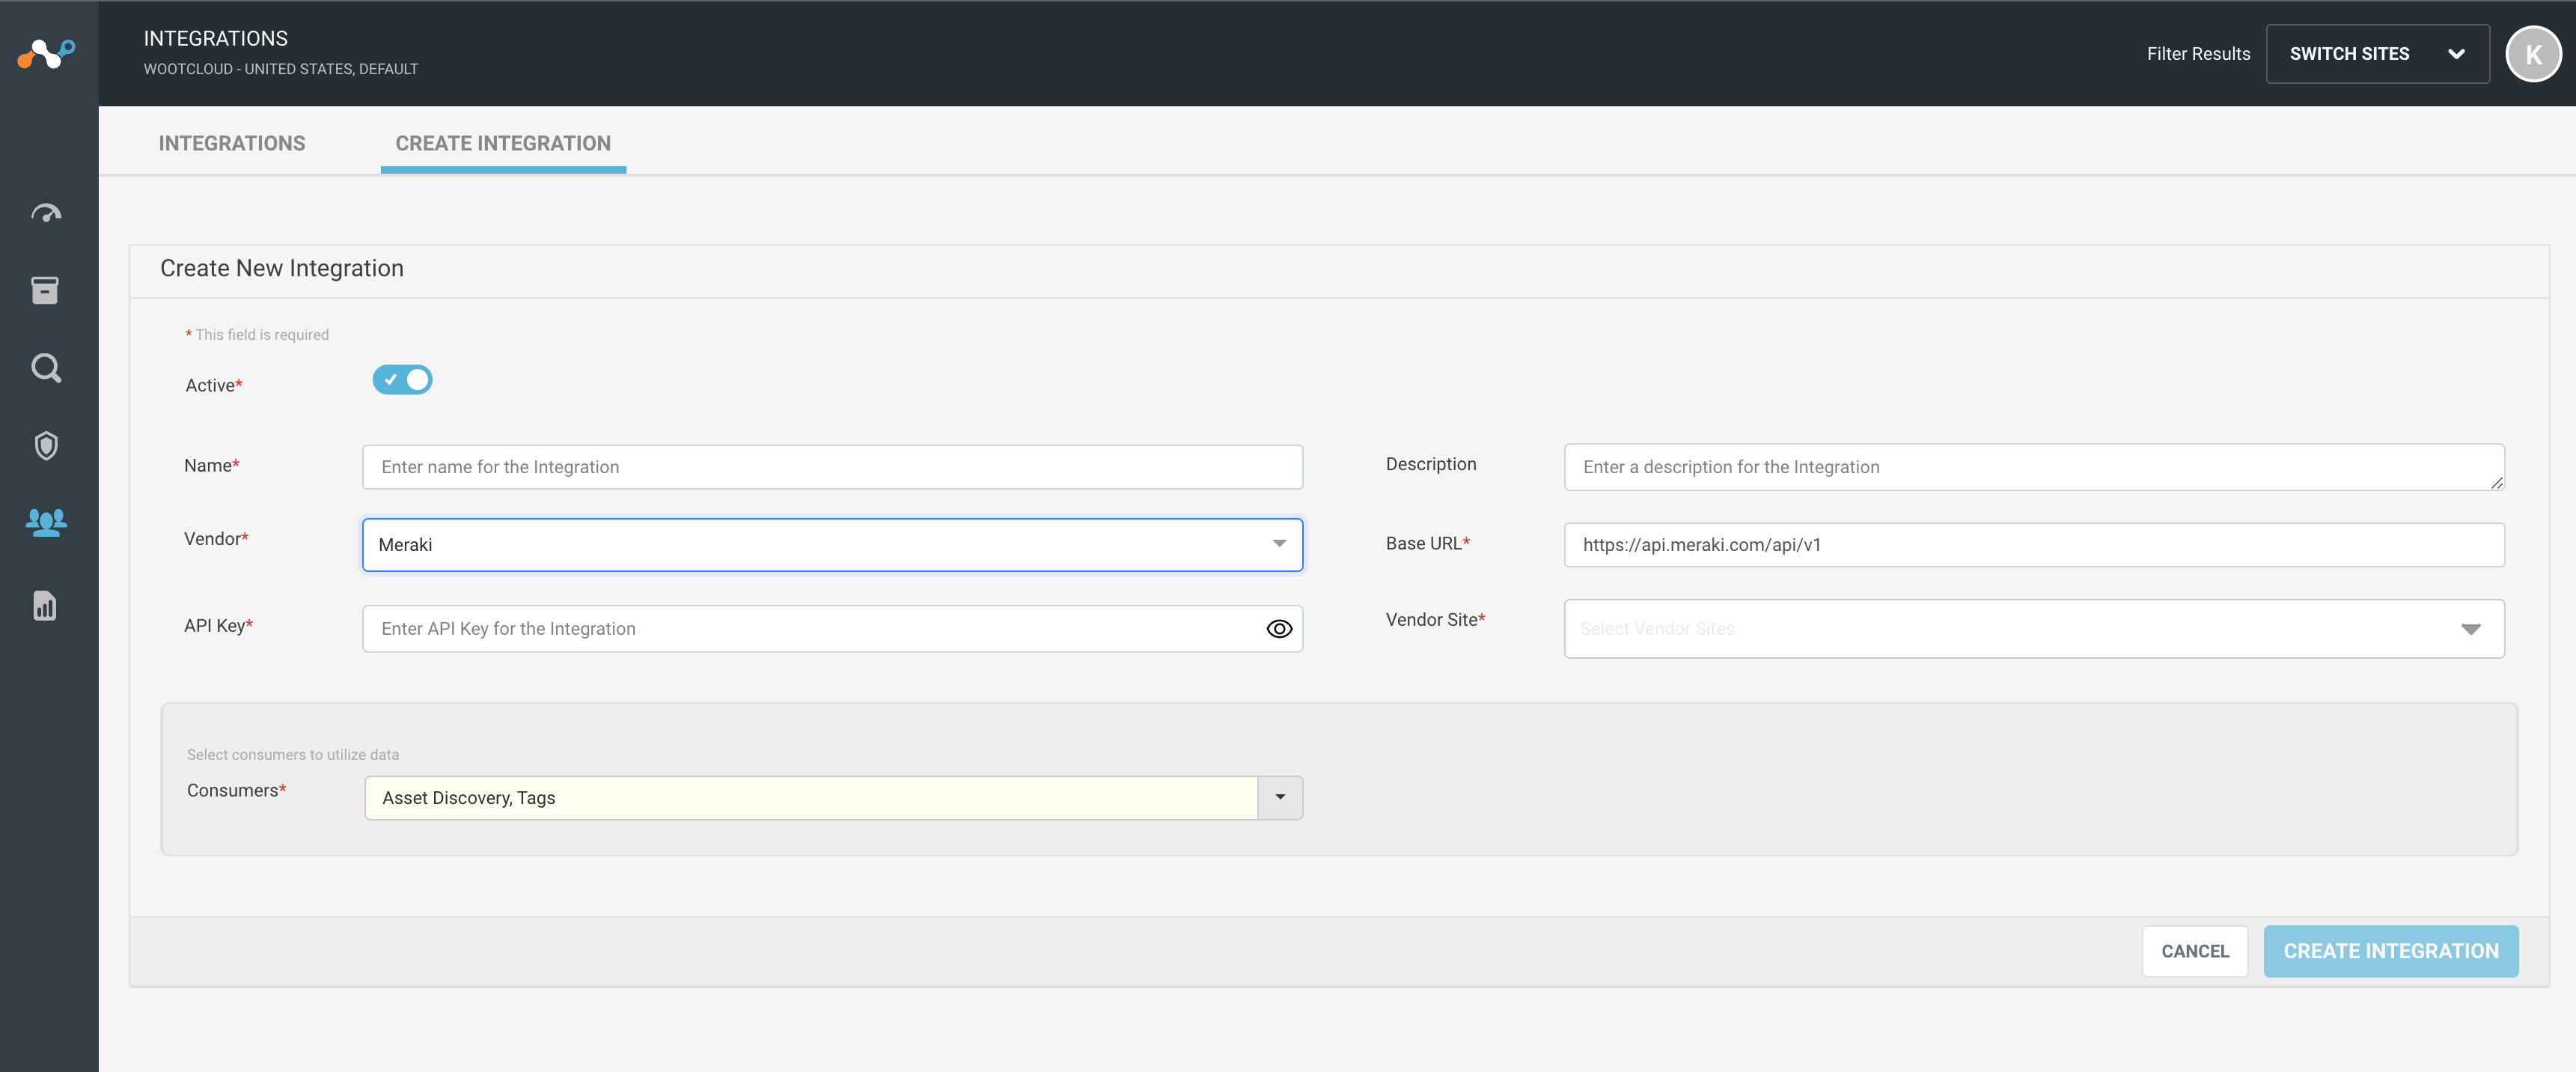 INTEGRATIONS
WOOTCLOUD - UNITED STATES, DEFAULT
Filter Results
SWITCH SITES
K
INTEGRATIONS
CREATE INTEGRATION
Create New Integration
* This field is required
Active*
Name*
Enter name for the Integration
Description
Enter a description for the Integration
Vendor*
Meraki
Base URL*
https://api.meraki.com/api/v1
API Key*
Enter API Key for the Integration
Vendor Site*
Select Vendor Sites
Select consumers to utilize data
Consumers*
Asset Discovery, Tags
CANCEL
CREATE INTEGRATION